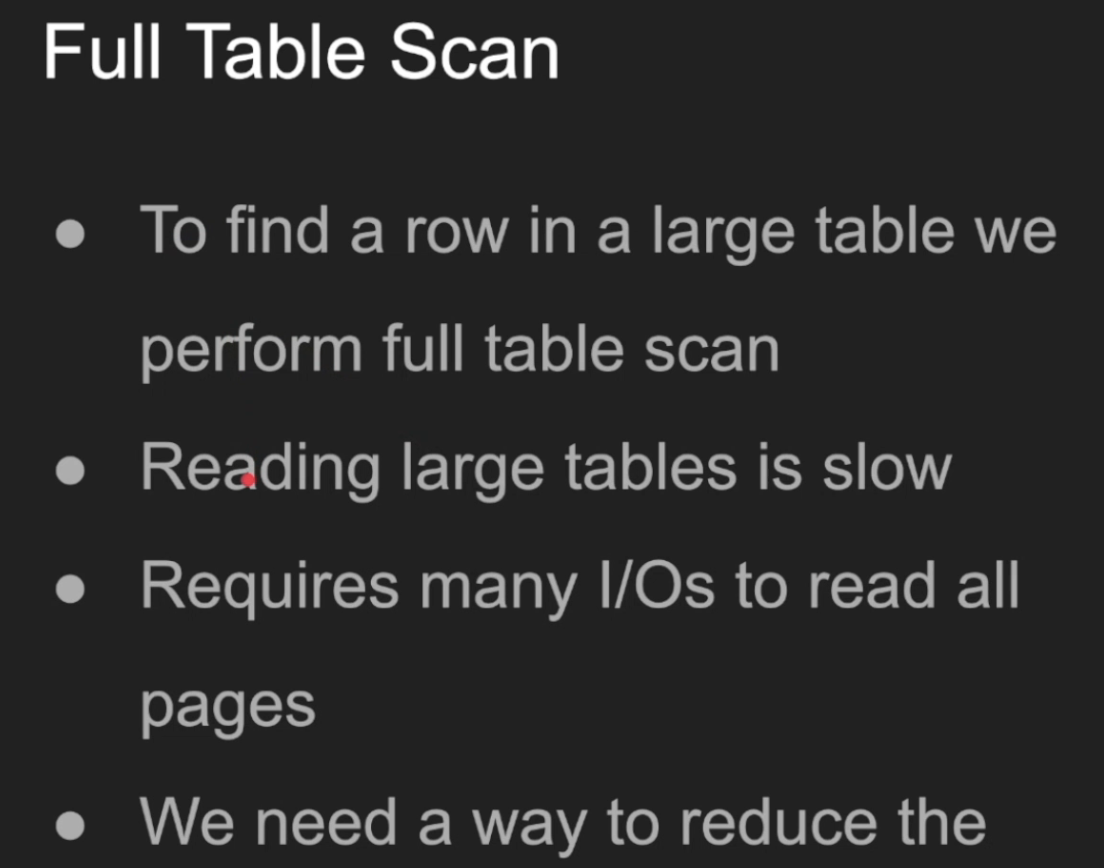 Full Table Scan
● To find a row in a large table we
perform full table scan
● Reading large tables is slow
● Requires many I/Os to read all
pages
● We need a way to reduce the